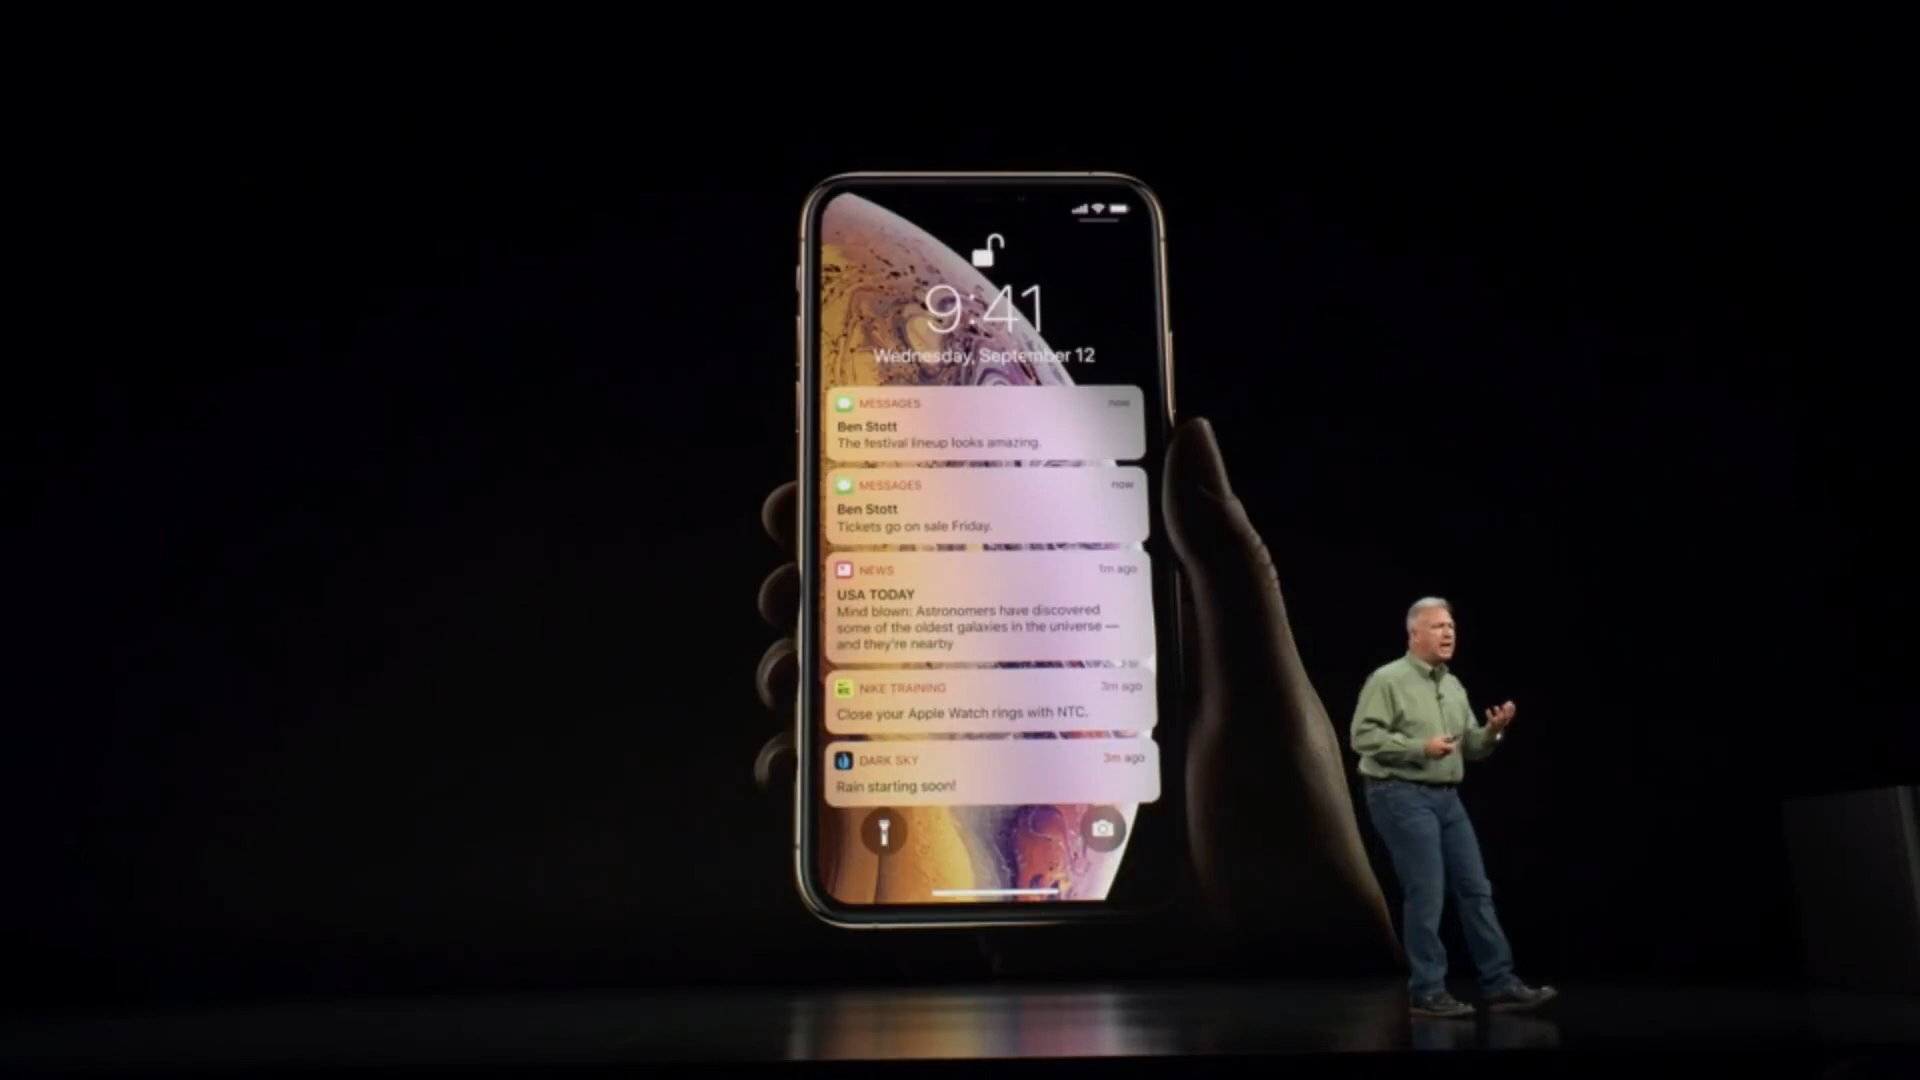 9:41
Wednesday, September 12
MESSAGES now
Ben Stott
The festival lineup looks amazing.
MESSAGES now
Ben Stott
Tickets go on sale Friday.
NEWS 1m ago
USA TODAY
Mind blown: Astronomers have discovered
some of the oldest galaxies in the universe —
and they're nearby
NIKE TRAINING 3m ago
Close your Apple Watch rings with NTC.
DARK SKY 3m ago
Rain starting soon!